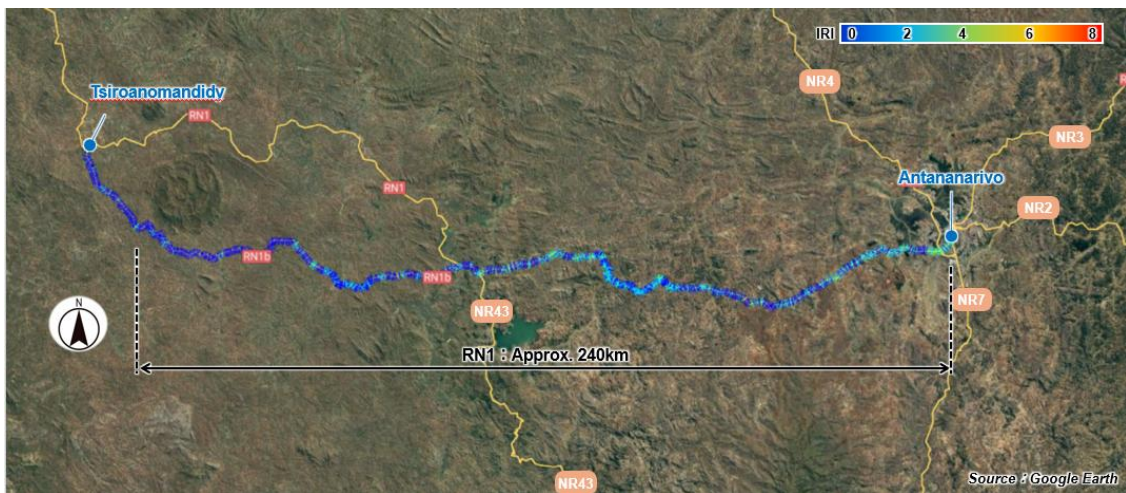 IRI 0 2 4 6 8
NR4
Tsiroanomandidy
RN1
NR3
RN1
Antananarivo
NR2
RN1b
RN1b
N
NR43
NR7
RN1：Approx. 240km
NR43
Source：Google Earth